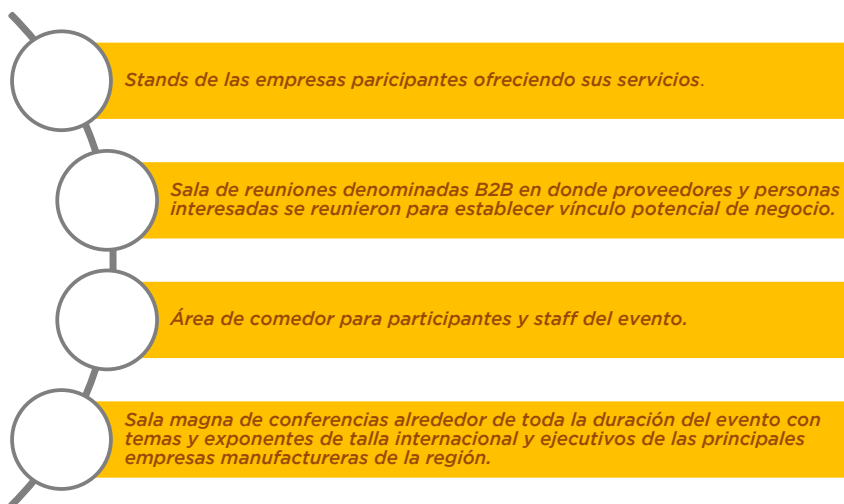 Stands de las empresas paricipantes ofreciendo sus servicios.
Sala de reuniones denominadas B2B en donde proveedores y personas
interesadas se reunieron para establecer vínculo potencial de negocio.
Área de comedor para participantes y staff del evento.
Sala magna de conferencias alrededor de toda la duración del evento con
temas y exponentes de talla internacional y ejecutivos de las principales
empresas manufactureras de la región.